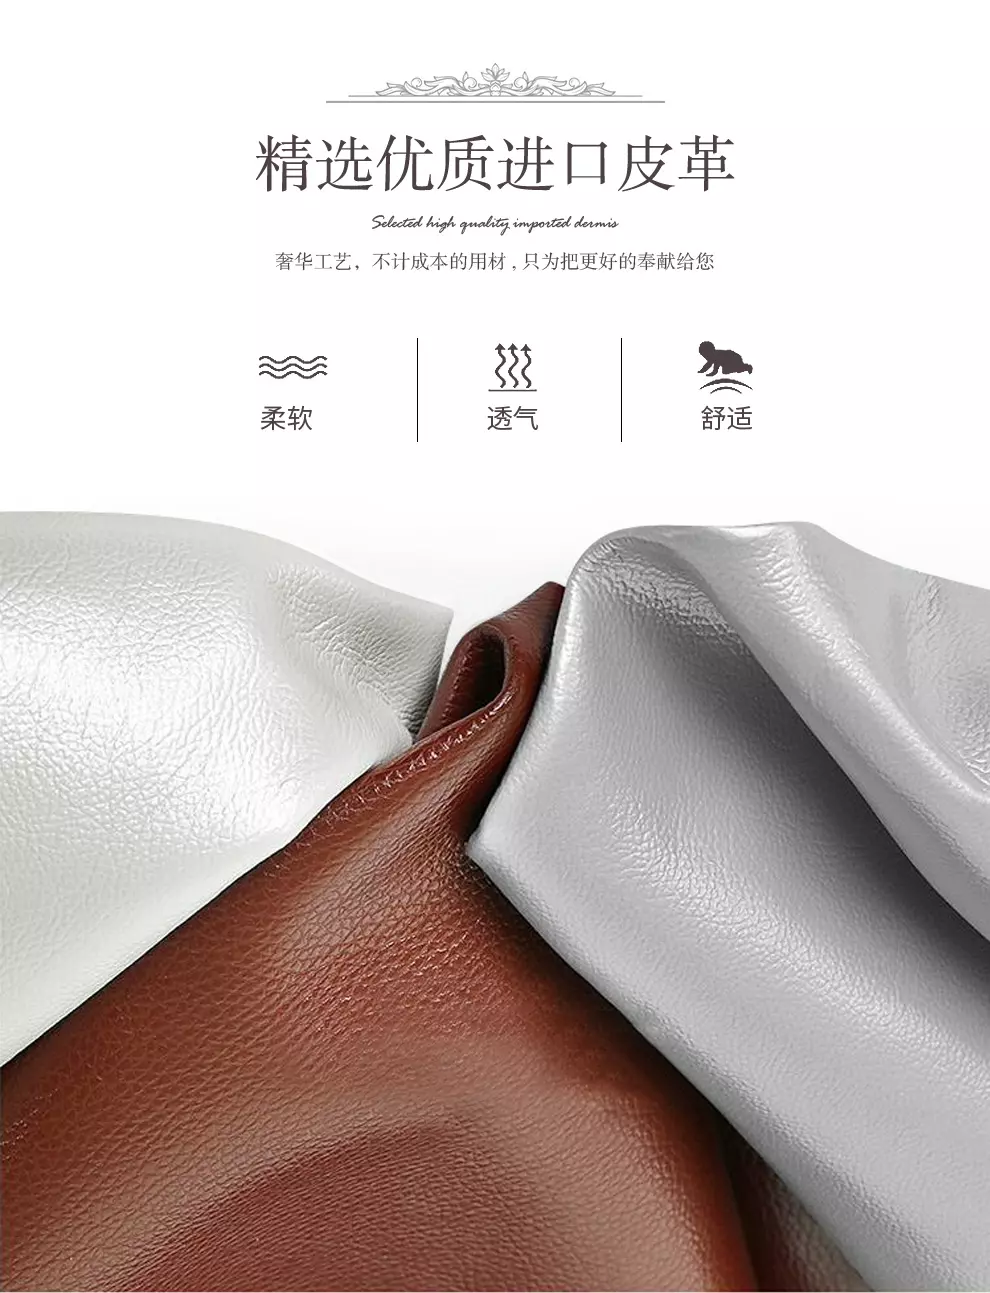 精选优质进口皮革
Selected high quality imported dermis
奢华工艺，不计成本的用材，只为把更好的奉献给您
柔软
透气
舒适